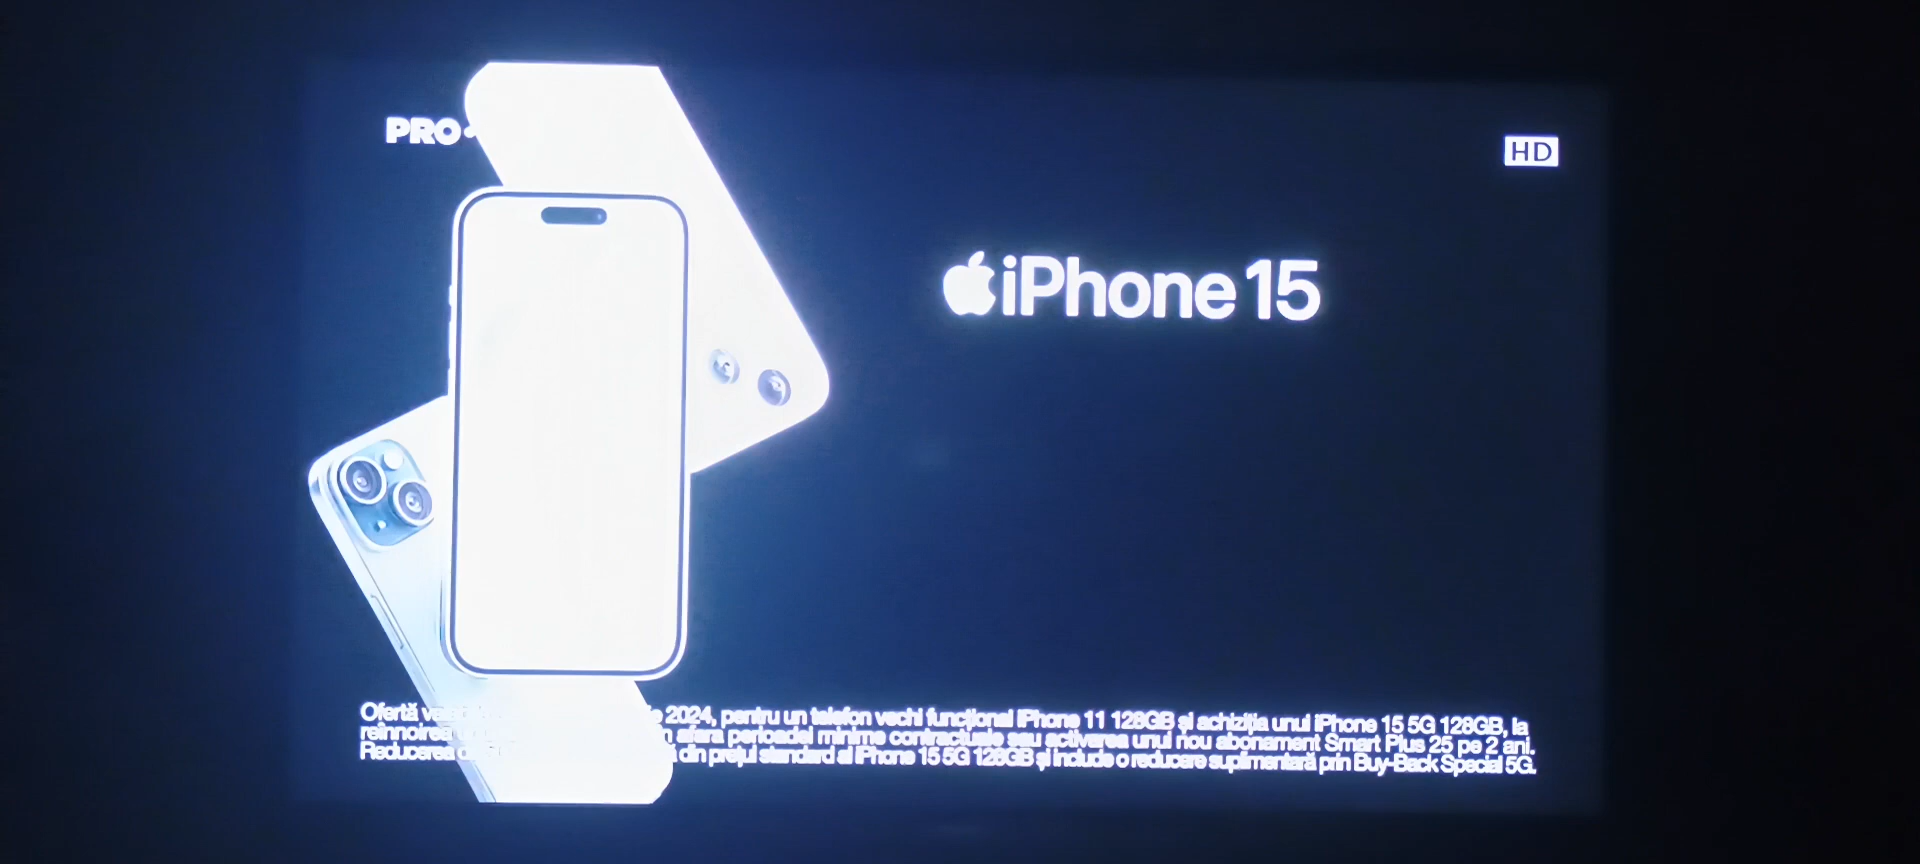 PRO
HD
iPhone 15
Ofertă 2024, pentru un telefon vechi funcțional iPhone 11 128GB și achiziția unui iPhone 15 5G 128GB, la
reînnoirea în afara perioadei minime contractuale sau activarea unui nou abonament Smart Plus 25 pe 2 ani.
Reducerea din prețul standard al iPhone 15 5G 128GB și include o reducere suplimentară prin Buy-Back Special 5G.